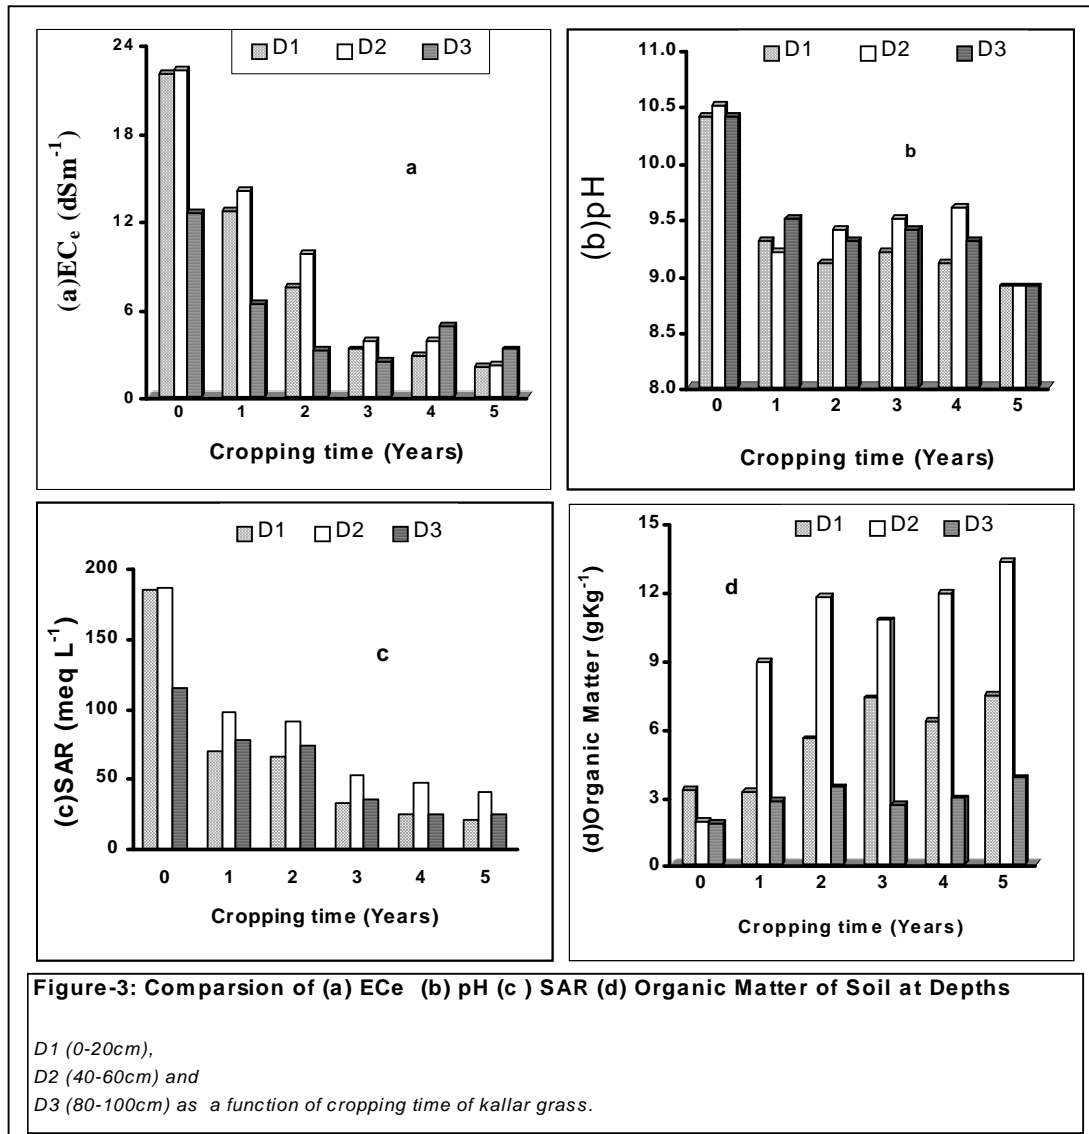 D1 D2 D3
24
18
12
6
0
(a)ECe (dSm-1)
a
0 1 2 3 4 5
Cropping time (Years)
D1 D2 D3
11.0
10.5
10.0
9.5
9.0
8.5
8.0
(b)pH
b
0 1 2 3 4 5
Cropping time (Years)
D1 D2 D3
200
150
100
50
0
(c)SAR (meq L-1)
c
0 1 2 3 4 5
Cropping time (Years)
D1 D2 D3
15
12
9
6
3
0
(d)Organic Matter (gKg-1)
d
0 1 2 3 4 5
Cropping time (Years)
Figure-3: Comparsion of (a) ECe (b) pH (c ) SAR (d) Organic Matter of Soil at Depths
D1 (0-20cm),
D2 (40-60cm) and
D3 (80-100cm) as a function of cropping time of kallar grass.